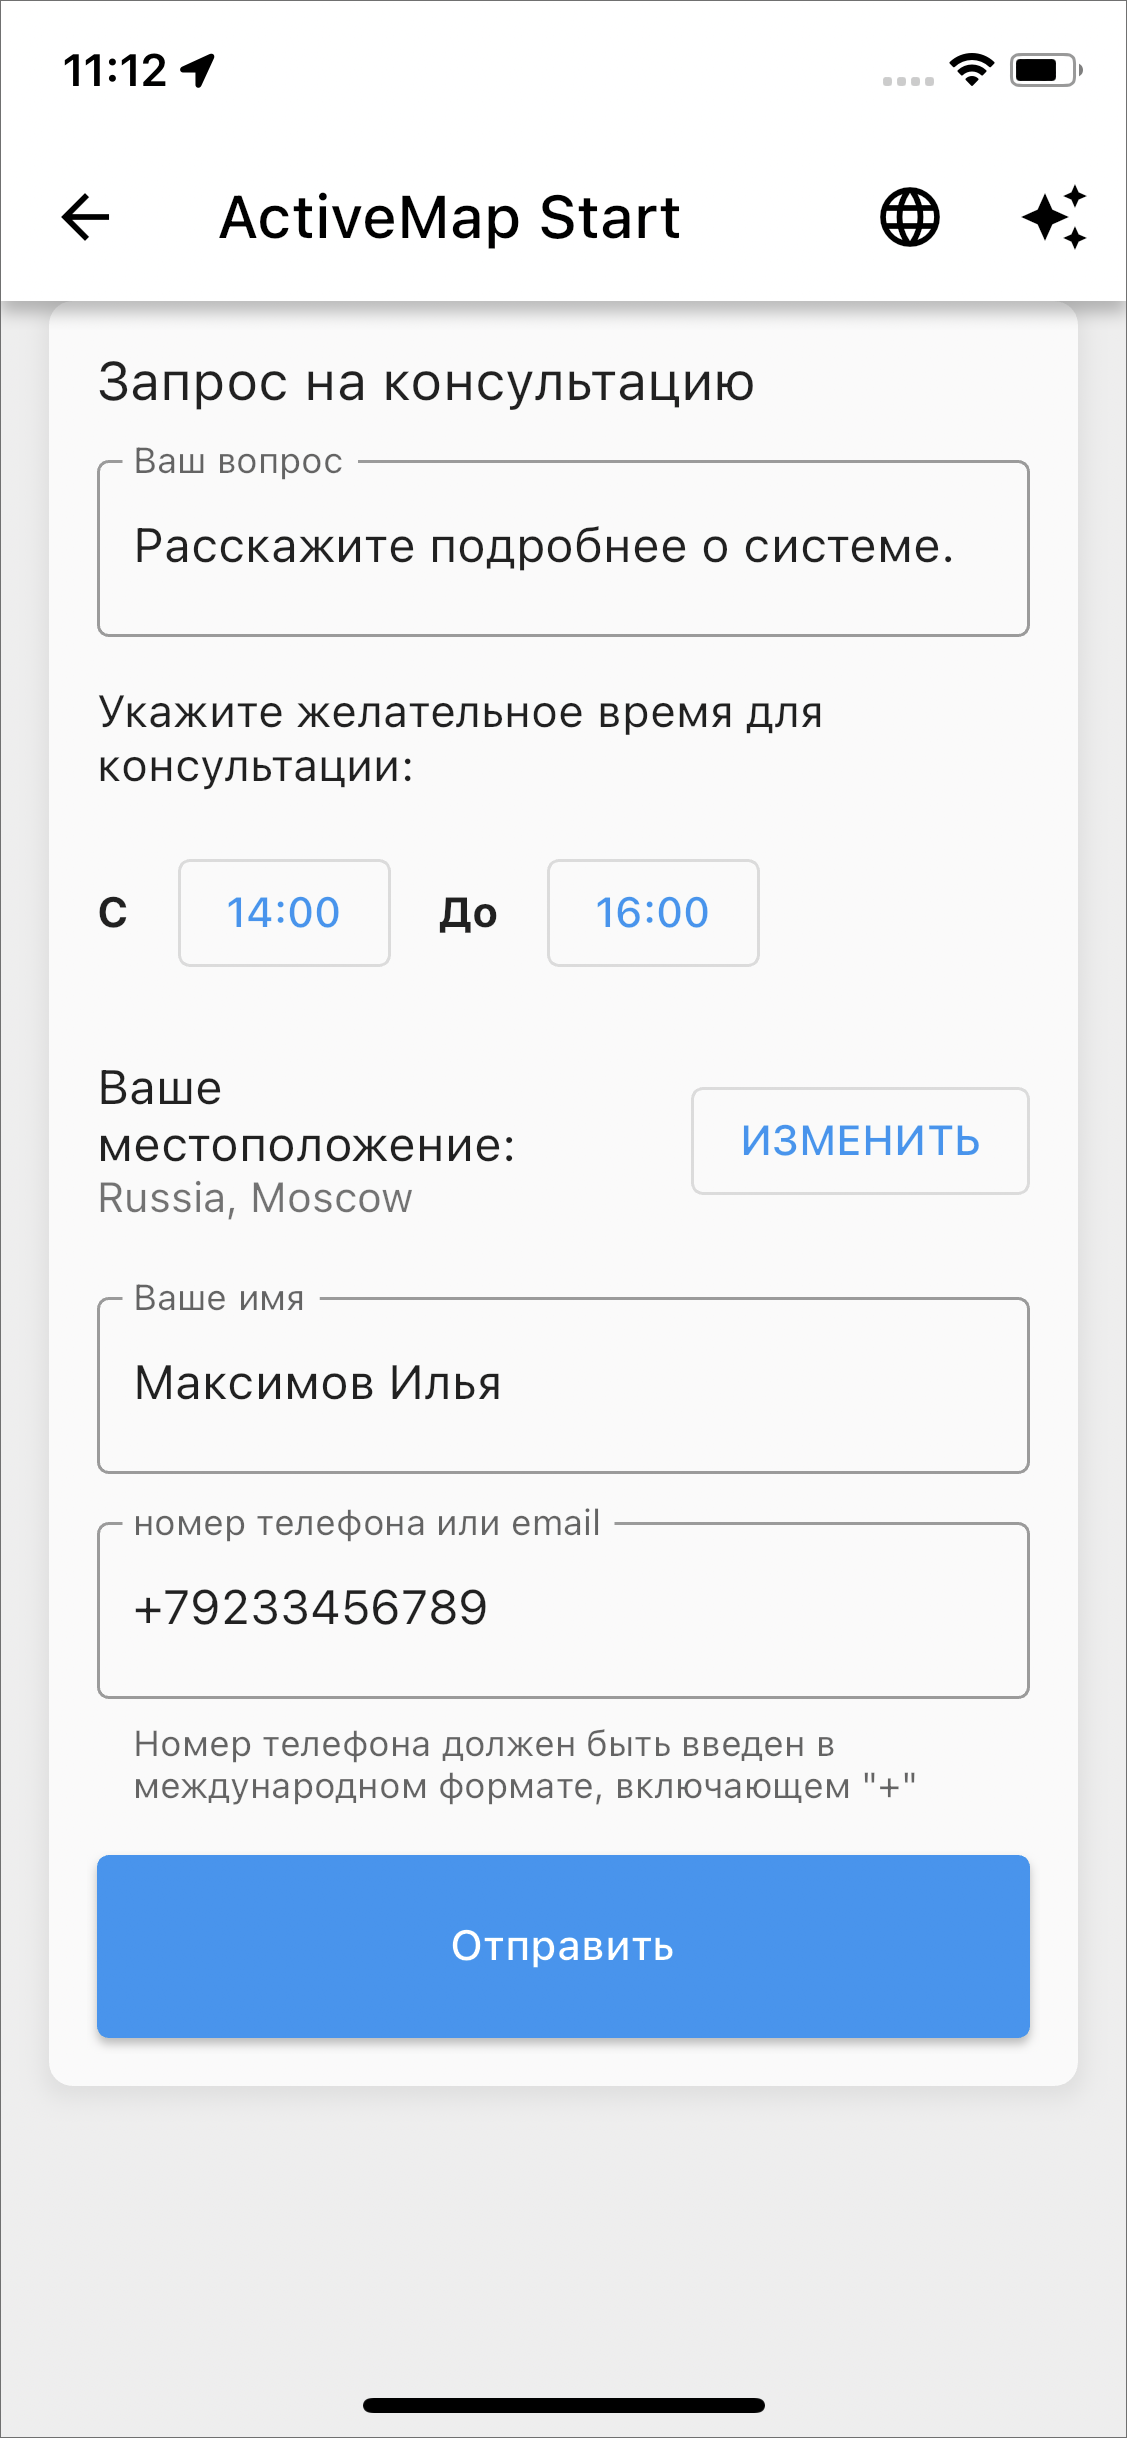 11:12
ActiveMap Start
Запрос на консультацию
Ваш вопрос
Расскажите подробнее о системе.
Укажите желательное время для
консультации:
С 14:00 До 16:00
Ваше
местоположение:
Russia, Moscow
ИЗМЕНИТЬ
Ваше имя
Максимов Илья
номер телефона или email
+79233456789
Номер телефона должен быть введен в
международном формате, включающем "+"
Отправить